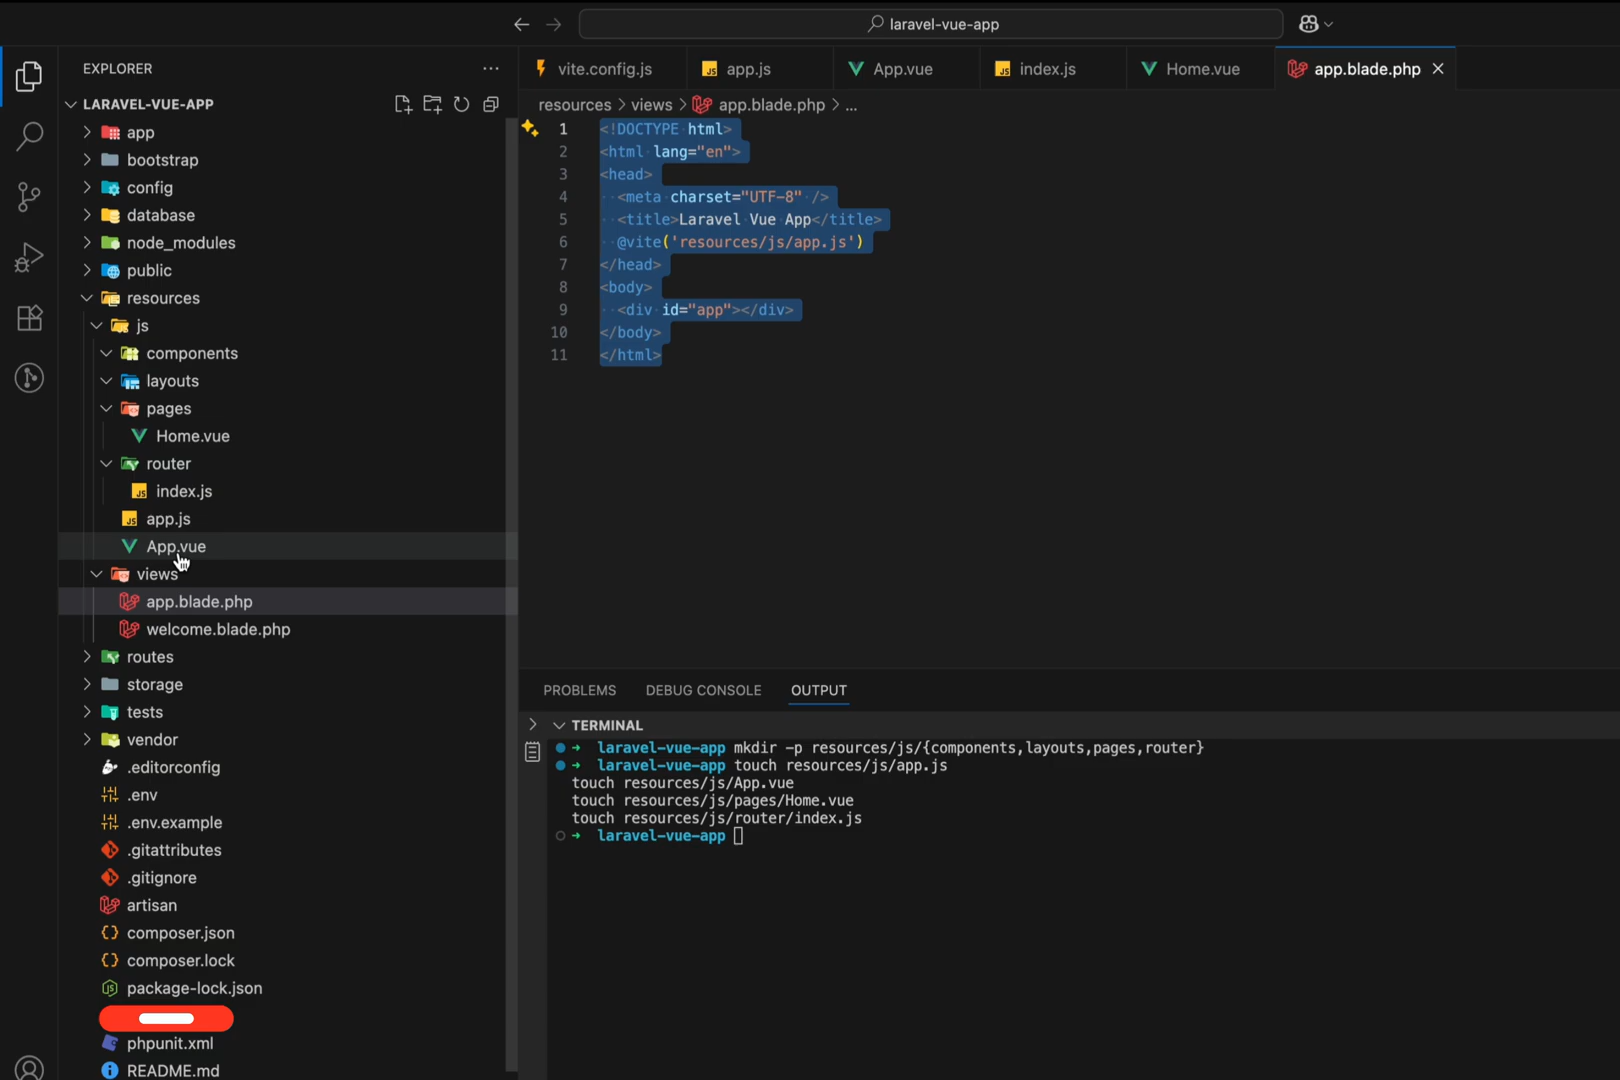 laravel-vue-app
EXPLORER
LARAVEL-VUE-APP
app
bootstrap
config
database
node_modules
public
resources
js
components
layouts
pages
Home.vue
router
index.js
app.js
App.vue
views
app.blade.php
welcome.blade.php
routes
storage
tests
vendor
.editorconfig
.env
.env.example
.gitattributes
.gitignore
artisan
composer.json
composer.lock
package-lock.json
phpunit.xml
README.md
vite.config.js
app.js
App.vue
index.js
Home.vue
app.blade.php
resources > views > app.blade.php > ...
1 <!DOCTYPE html>
2 <html lang="en">
3 <head>
4 <meta charset="UTF-8" />
5 <title>Laravel Vue App</title>
6 @vite('resources/js/app.js')
7 </head>
8 <body>
9 <div id="app"></div>
10 </body>
11 </html>
PROBLEMS DEBUG CONSOLE OUTPUT
TERMINAL
➜ laravel-vue-app mkdir -p resources/js/{components,layouts,pages,router}
➜ laravel-vue-app touch resources/js/app.js
touch resources/js/App.vue
touch resources/js/pages/Home.vue
touch resources/js/router/index.js
➜ laravel-vue-app